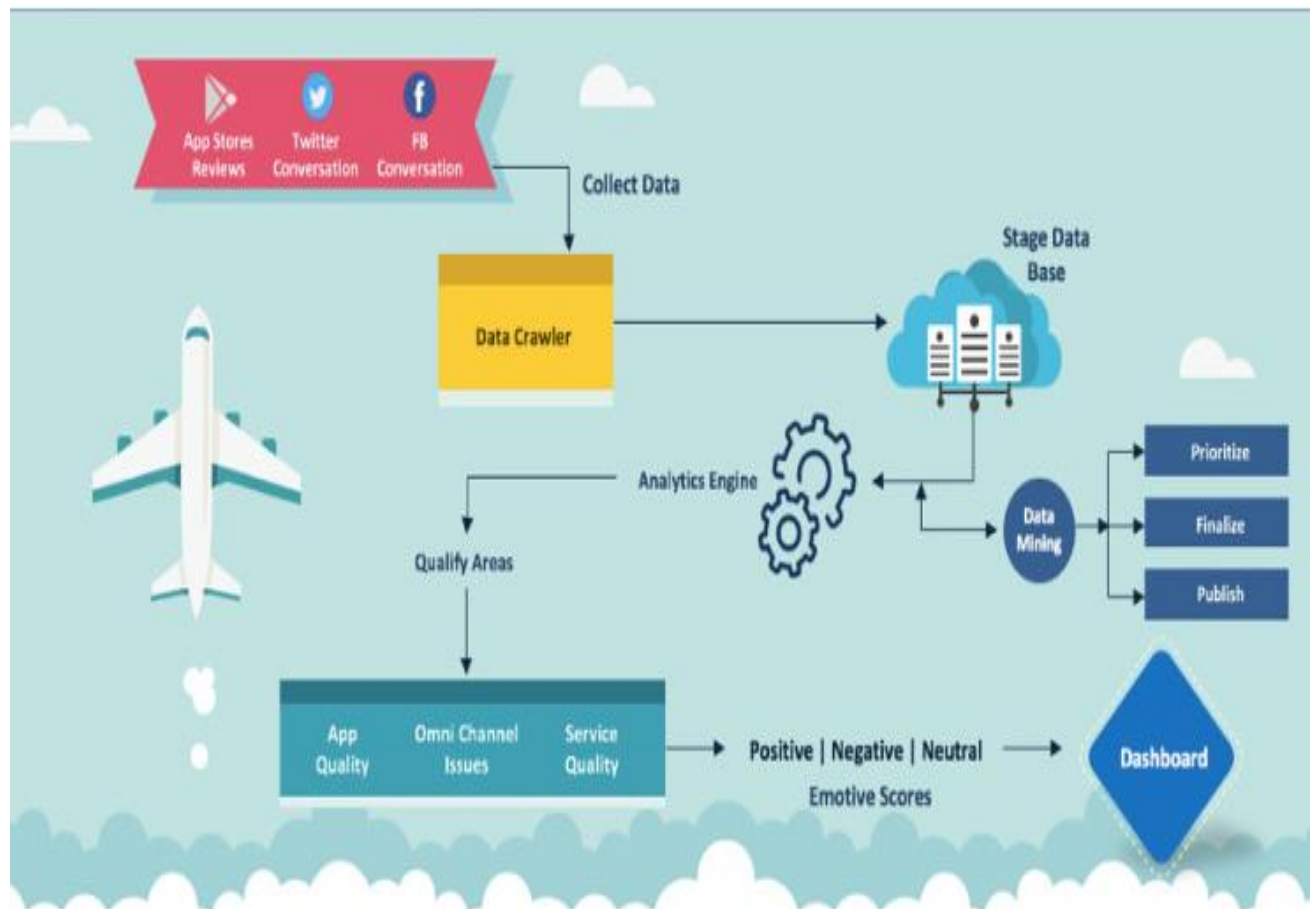 App Stores
Reviews
Twitter
Conversation
FB
Conversation
Collect Data
Data Crawler
Stage Data
Base
Analytics Engine
Data
Mining
Prioritize
Finalize
Publish
Qualify Areas
App
Quality
Omni Channel
Issues
Service
Quality
Positive | Negative | Neutral
Emotive Scores
Dashboard